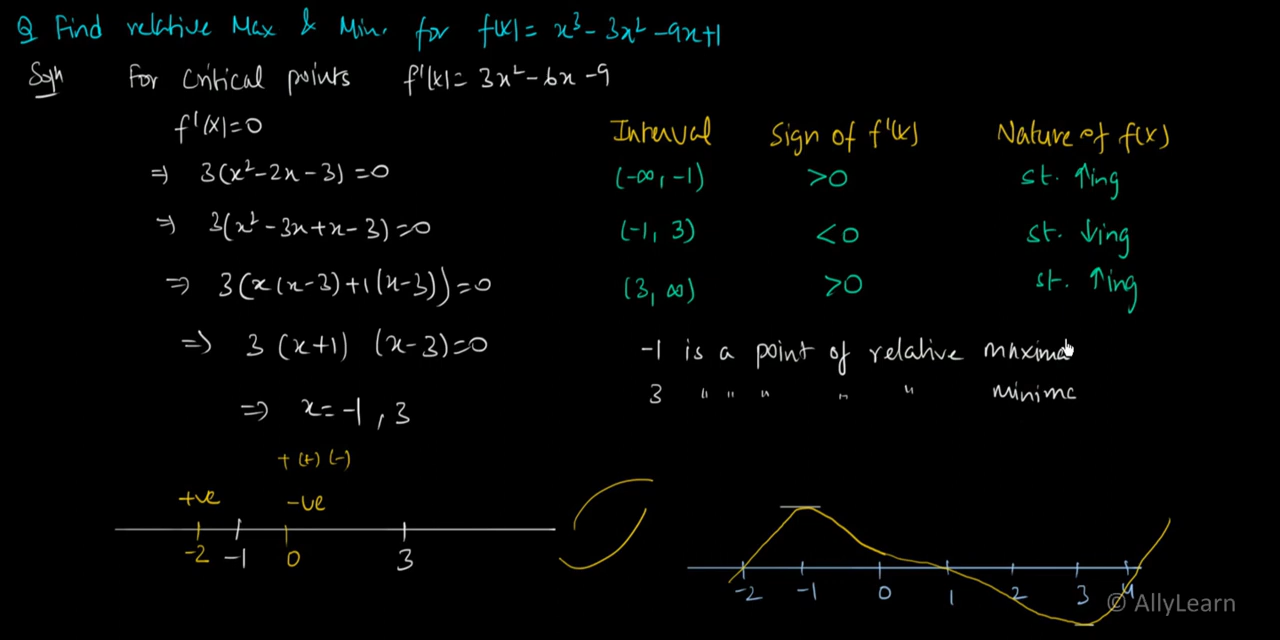 Q Find relative Max & Min. for f(x) = x³ - 3x² - 9x + 1
Solⁿ For Critical points f'(x) = 3x² - 6x - 9
f'(x) = 0
⇒ 3(x² - 2x - 3) = 0
⇒ 3(x² - 3x + x - 3) = 0
⇒ 3(x(x-3) + 1(x-3)) = 0
⇒ 3 (x+1) (x-3) = 0
⇒ x = -1, 3
+ (+) (-)
+ve -ve
-2 -1 0 3
Interval Sign of f'(x) Nature of f(x)
(-∞, -1) >0 st. ↑ing
(-1, 3) <0 st. ↓ing
(3, ∞) >0 st. ↑ing
-1 is a point of relative maxima
3 " " " " " minima
-2 -1 0 1 2 3 4
© AllyLearn